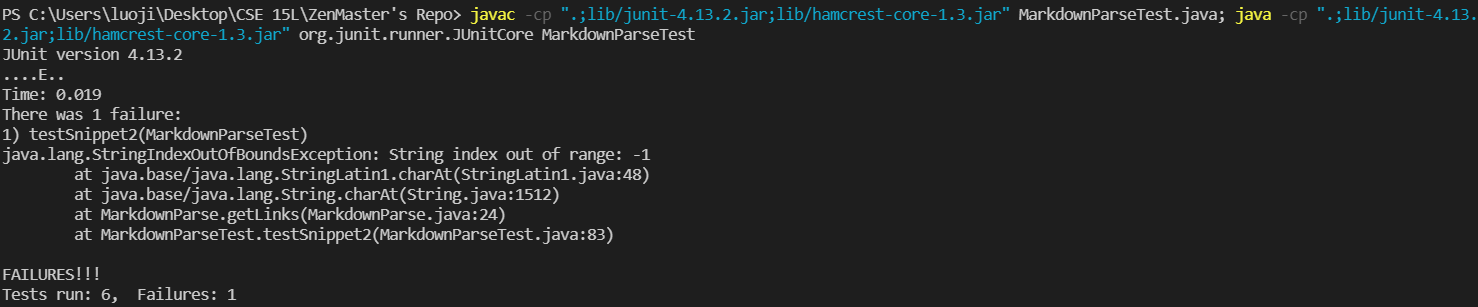 PS C:\Users\luoji\Desktop\CSE 15L\ZenMaster's Repo> javac -cp ".;lib/junit-4.13.2.jar;lib/hamcrest-core-1.3.jar" MarkdownParseTest.java; java -cp ".;lib/junit-4.13.
2.jar;lib/hamcrest-core-1.3.jar" org.junit.runner.JUnitCore MarkdownParseTest
JUnit version 4.13.2
....E..
Time: 0.019
There was 1 failure:
1) testSnippet2(MarkdownParseTest)
java.lang.StringIndexOutOfBoundsException: String index out of range: -1
        at java.base/java.lang.StringLatin1.charAt(StringLatin1.java:48)
        at java.base/java.lang.String.charAt(String.java:1512)
        at MarkdownParse.getLinks(MarkdownParse.java:24)
        at MarkdownParseTest.testSnippet2(MarkdownParseTest.java:83)

FAILURES!!!
Tests run: 6,  Failures: 1